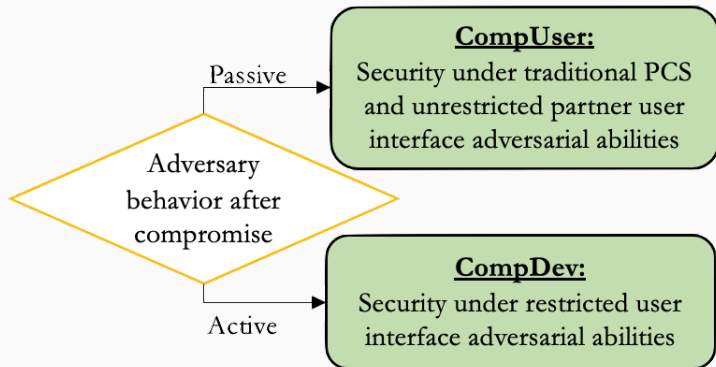 CompUser:
Security under traditional PCS
and unrestricted partner user
interface adversarial abilities
Passive
Adversary
behavior after
compromise
CompDev:
Security under restricted user
interface adversarial abilities
Active